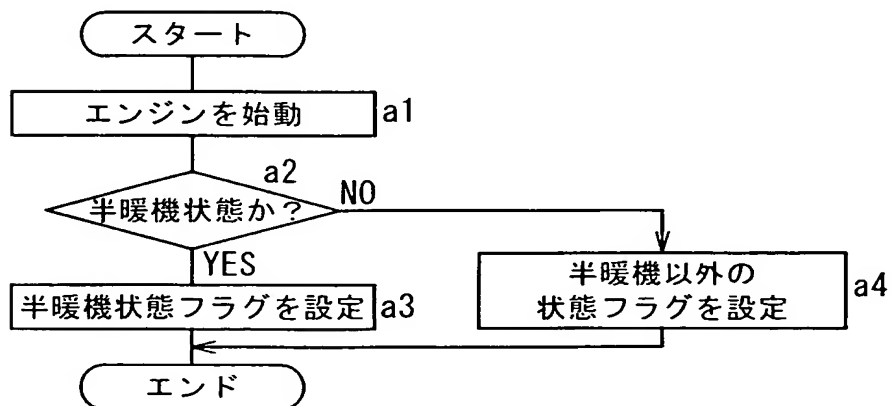 スタート
エンジンを始動
a1
a2
半暖機状態か?
NO
YES
半暖機状態フラグを設定
a3
半暖機以外の
状態フラグを設定
a4
エンド